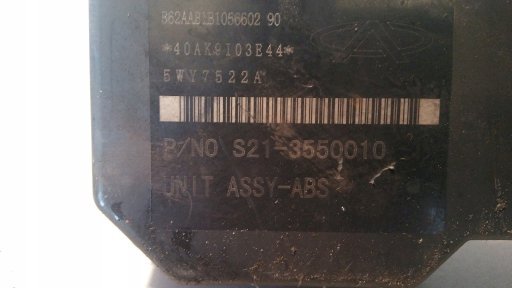 B62AAB1B1056602 90
*40AK9103E44*
5WY7522A
P/NO S21-3550010
UNIT ASSY-ABS